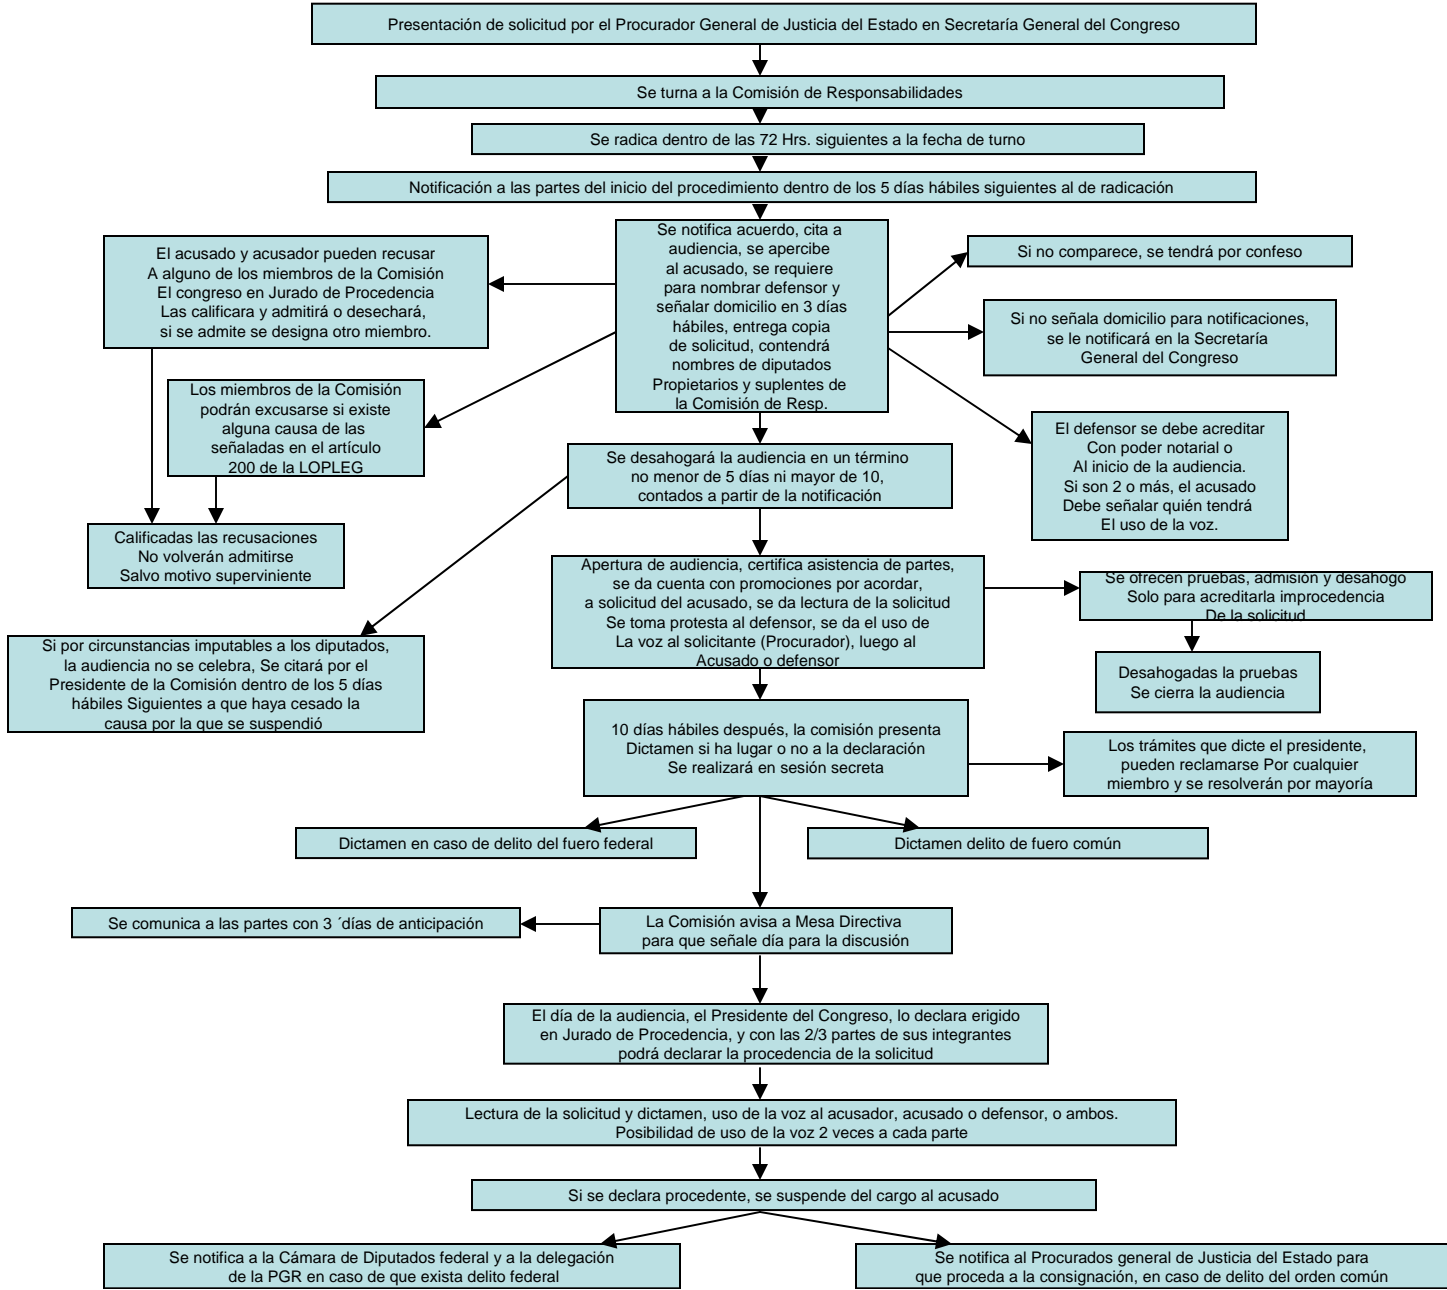 Presentación de solicitud por el Procurador General de Justicia del Estado en Secretaría General del Congreso
Se turna a la Comisión de Responsabilidades
Se radica dentro de las 72 Hrs. siguientes a la fecha de turno
Notificación a las partes del inicio del procedimiento dentro de los 5 días hábiles siguientes al de radicación
Se notifica acuerdo, cita a
audiencia, se apercibe
al acusado, se requiere
para nombrar defensor y
señalar domicilio en 3 días
hábiles, entrega copia
de solicitud, contendrá
nombres de diputados
Propietarios y suplentes de
la Comisión de Resp.
El acusado y acusador pueden recusar
A alguno de los miembros de la Comisión
El congreso en Jurado de Procedencia
Las calificara y admitirá o desechará,
si se admite se designa otro miembro.
Los miembros de la Comisión
podrán excusarse si existe
alguna causa de las
señaladas en el artículo
200 de la LOPLEG
Calificadas las recusaciones
No volverán admitirse
Salvo motivo superviniente
Si no comparece, se tendrá por confeso
Si no señala domicilio para notificaciones,
se le notificará en la Secretaría
General del Congreso
El defensor se debe acreditar
Con poder notarial o
Al inicio de la audiencia.
Si son 2 o más, el acusado
Debe señalar quién tendrá
El uso de la voz.
Se desahogará la audiencia en un término
no menor de 5 días ni mayor de 10,
contados a partir de la notificación
Si por circunstancias imputables a los diputados,
la audiencia no se celebra, Se citará por el
Presidente de la Comisión dentro de los 5 días
hábiles Siguientes a que haya cesado la
causa por la que se suspendió
Apertura de audiencia, certifica asistencia de partes,
se da cuenta con promociones por acordar,
a solicitud del acusado, se da lectura de la solicitud
Se toma protesta al defensor, se da el uso de
La voz al solicitante (Procurador), luego al
Acusado o defensor
Se ofrecen pruebas, admisión y desahogo
Solo para acreditarla improcedencia
De la solicitud
Desahogadas la pruebas
Se cierra la audiencia
10 días hábiles después, la comisión presenta
Dictamen si ha lugar o no a la declaración
Se realizará en sesión secreta
Los trámites que dicte el presidente,
pueden reclamarse Por cualquier
miembro y se resolverán por mayoría
Dictamen en caso de delito del fuero federal
Dictamen delito de fuero común
Se comunica a las partes con 3 ´días de anticipación
La Comisión avisa a Mesa Directiva
para que señale día para la discusión
El día de la audiencia, el Presidente del Congreso, lo declara erigido
en Jurado de Procedencia, y con las 2/3 partes de sus integrantes
podrá declarar la procedencia de la solicitud
Lectura de la solicitud y dictamen, uso de la voz al acusador, acusado o defensor, o ambos.
Posibilidad de uso de la voz 2 veces a cada parte
Si se declara procedente, se suspende del cargo al acusado
Se notifica a la Cámara de Diputados federal y a la delegación
de la PGR en caso de que exista delito federal
Se notifica al Procurados general de Justicia del Estado para
que proceda a la consignación, en caso de delito del orden común